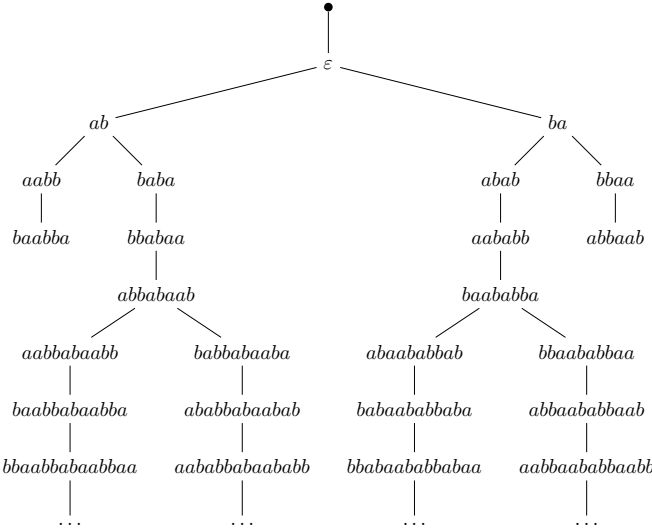 ε
ab ba
aabb baba abab bbaa
baabba bbabaa aababb abbaab
abbabaab baababba
aabbabaabb babbabaaba abaababbab bbaababbaa
baabbabaabba ababbabaabab babaababbaba abbaababbaab
bbaabbabaabbaa aababbabaababb bbabaababbabaa aabbaababbaabb
... ... ... ...